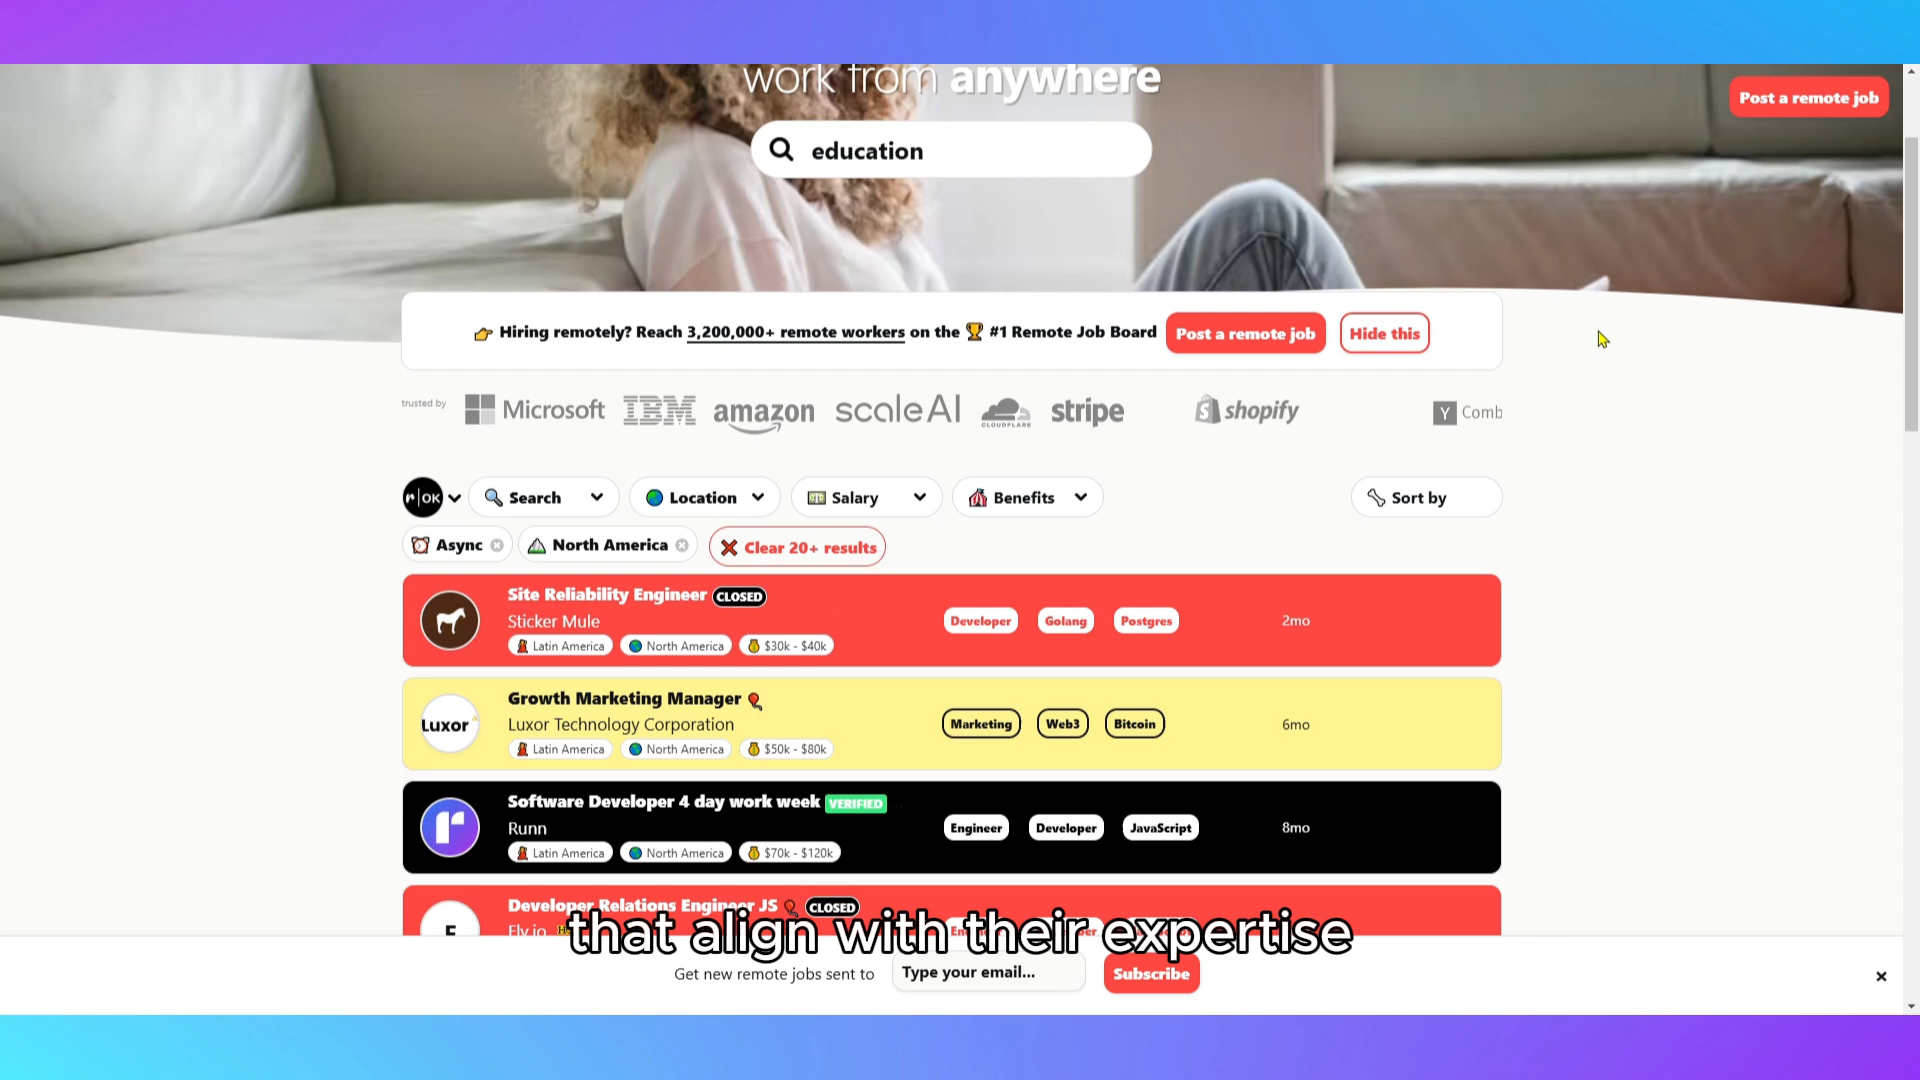 work from anywhere
Post a remote job
education
👉 Hiring remotely? Reach 3,200,000+ remote workers on the 🏆 #1 Remote Job Board
Post a remote job
Hide this
trusted by
Microsoft
IBM
amazon
scale AI
CLOUDFLARE
stripe
shopify
Y Comb
r|OK
Search
Location
Salary
Benefits
Sort by
Async
North America
Clear 20+ results
Site Reliability Engineer CLOSED
Sticker Mule
Latin America
North America
$30k - $40k
Developer
Golang
Postgres
2mo
Luxor
Growth Marketing Manager
Luxor Technology Corporation
Latin America
North America
$50k - $80k
Marketing
Web3
Bitcoin
6mo
Software Developer 4 day work week VERIFIED
Runn
Latin America
North America
$70k - $120k
Engineer
Developer
JavaScript
8mo
Developer Relations Engineer JS CLOSED
Fly.io
that align with their expertise
Get new remote jobs sent to
Type your email...
Subscribe